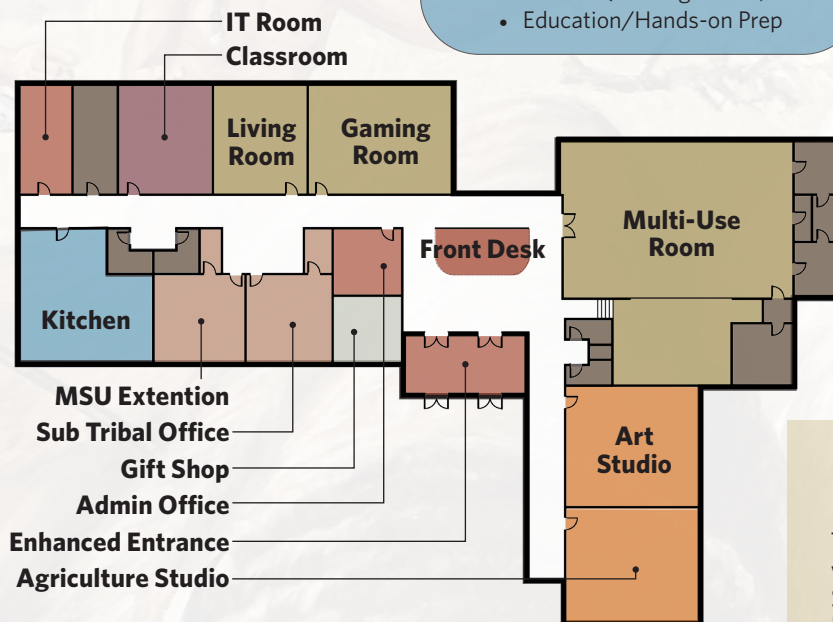 • Education/Hands-on Prep
IT Room
Classroom
Living
Room
Gaming
Room
Multi-Use
Room
Front Desk
Kitchen
MSU Extention
Sub Tribal Office
Gift Shop
Admin Office
Enhanced Entrance
Agriculture Studio
Art
Studio